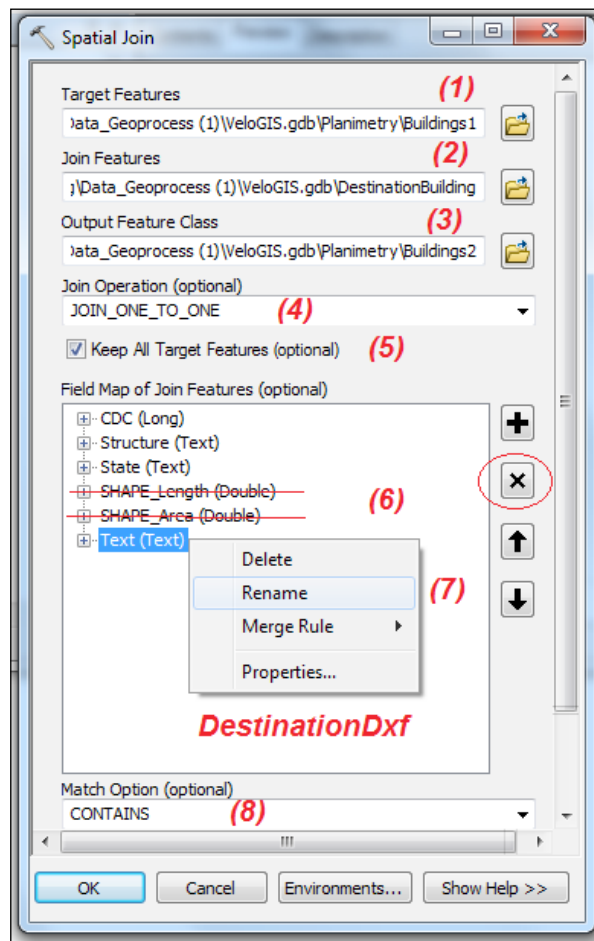 Spatial Join
Target Features (1)
Data_Geoprocess (1)\VeloGIS.gdb\Planimetry\Buildings1
Join Features (2)
g\Data_Geoprocess (1)\VeloGIS.gdb\DestinationBuilding
Output Feature Class (3)
Data_Geoprocess (1)\VeloGIS.gdb\Planimetry\Buildings2
Join Operation (optional)
JOIN_ONE_TO_ONE (4)
Keep All Target Features (optional) (5)
Field Map of Join Features (optional)
CDC (Long)
Structure (Text)
State (Text)
SHAPE_Length (Double)
(6)
SHAPE_Area (Double)
Text (Text)
Delete
Rename (7)
Merge Rule
Properties...
DestinationDxf
Match Option (optional)
CONTAINS (8)
OK Cancel Environments... Show Help >>